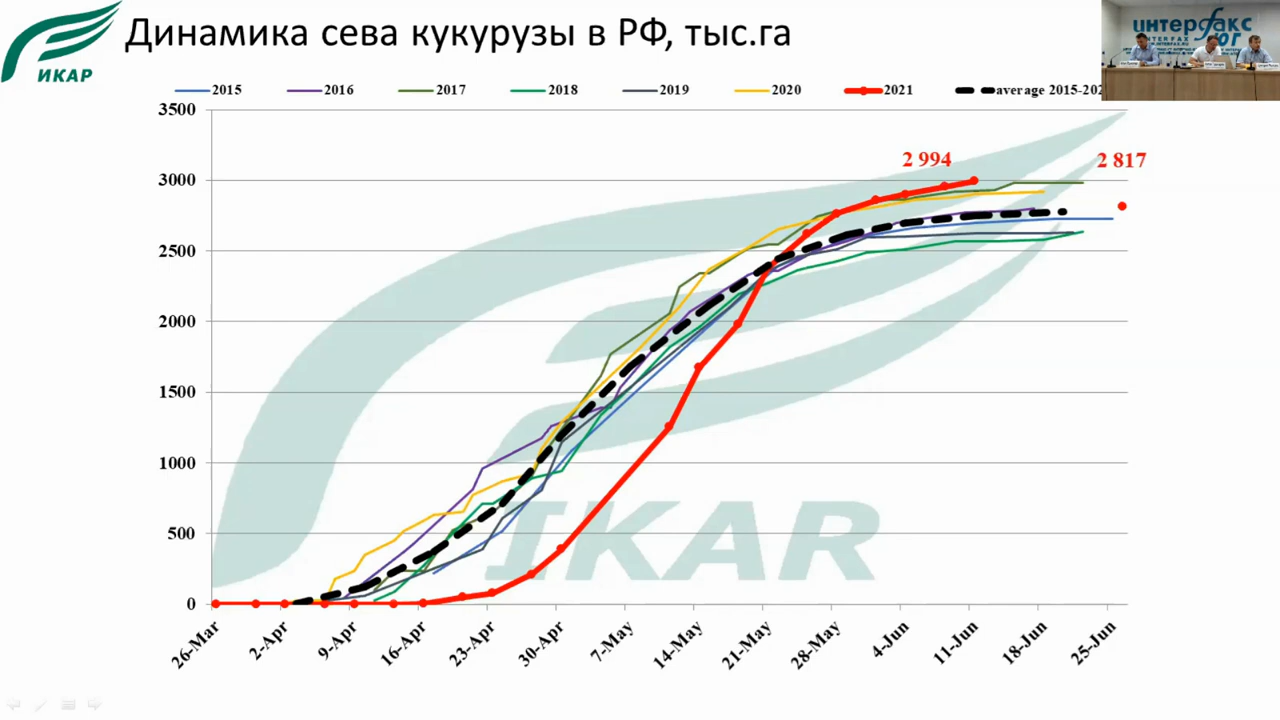 ИКАР
Динамика сева кукурузы в РФ, тыс.га
интерфакс
ЮГ
INTERFAX
2015 2016 2017 2018 2019 2020 2021 average 2015-202
3500
3000
2500
2000
1500
1000
500
0
2 994
2 817
IKAR
26-Mar 2-Apr 9-Apr 16-Apr 23-Apr 30-Apr 7-May 14-May 21-May 28-May 4-Jun 11-Jun 18-Jun 25-Jun